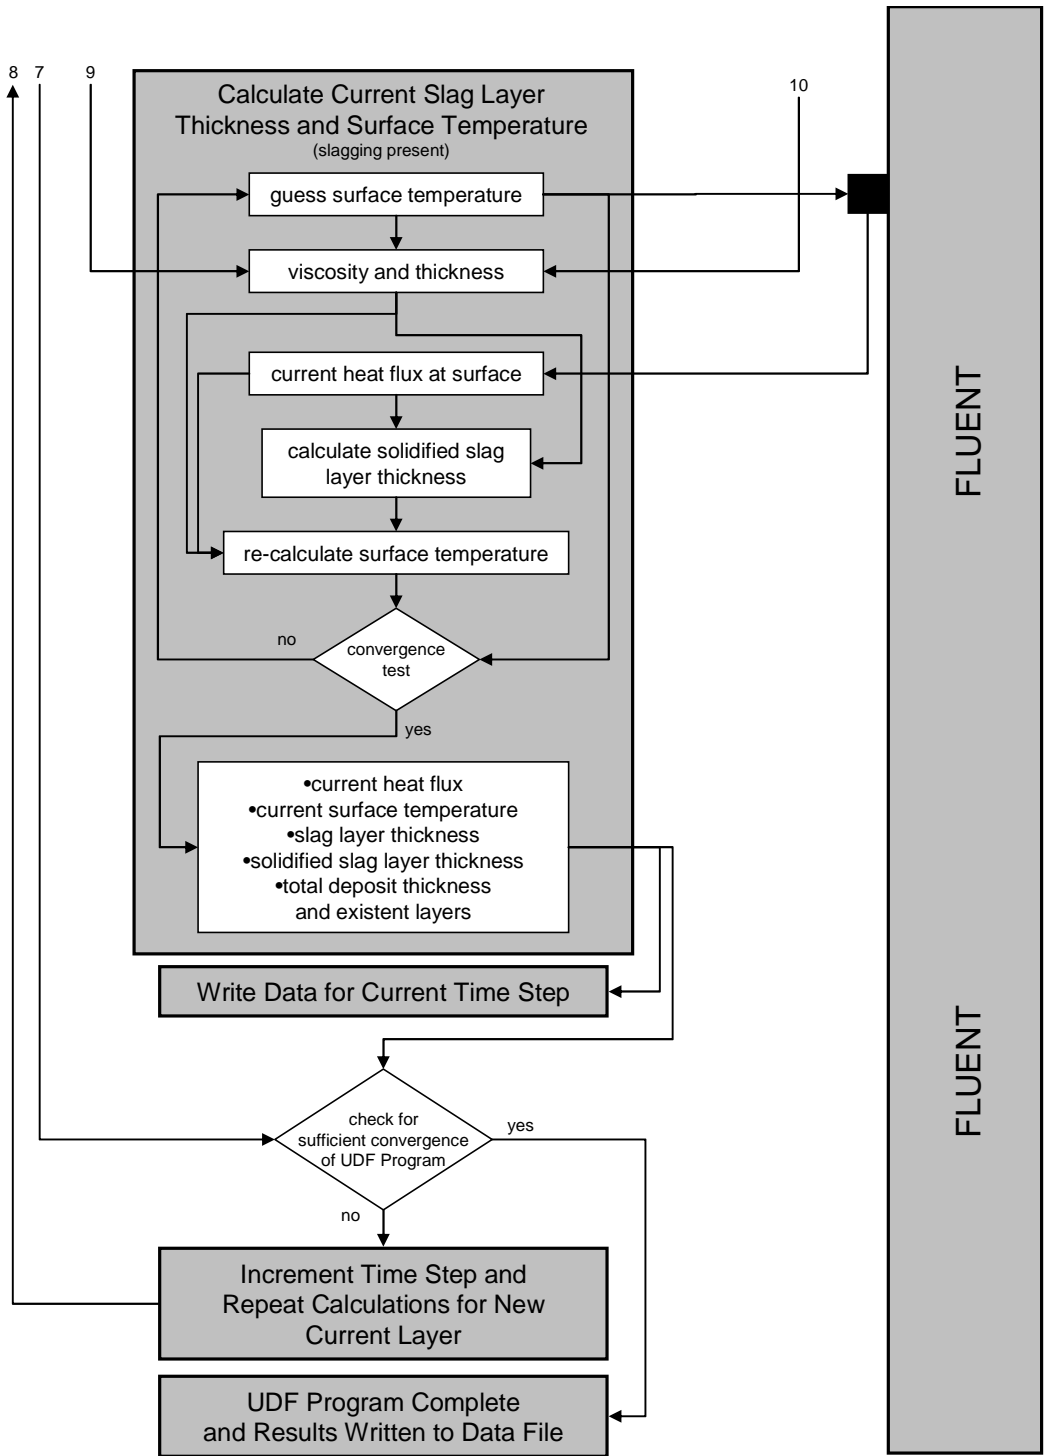 8 7 9
10
Calculate Current Slag Layer
Thickness and Surface Temperature
(slagging present)
guess surface temperature
viscosity and thickness
current heat flux at surface
calculate solidified slag
layer thickness
re-calculate surface temperature
no
convergence
test
yes
•current heat flux
•current surface temperature
•slag layer thickness
•solidified slag layer thickness
•total deposit thickness
and existent layers
Write Data for Current Time Step
check for
sufficient convergence
of UDF Program
yes
no
Increment Time Step and
Repeat Calculations for New
Current Layer
UDF Program Complete
and Results Written to Data File
FLUENT
FLUENT